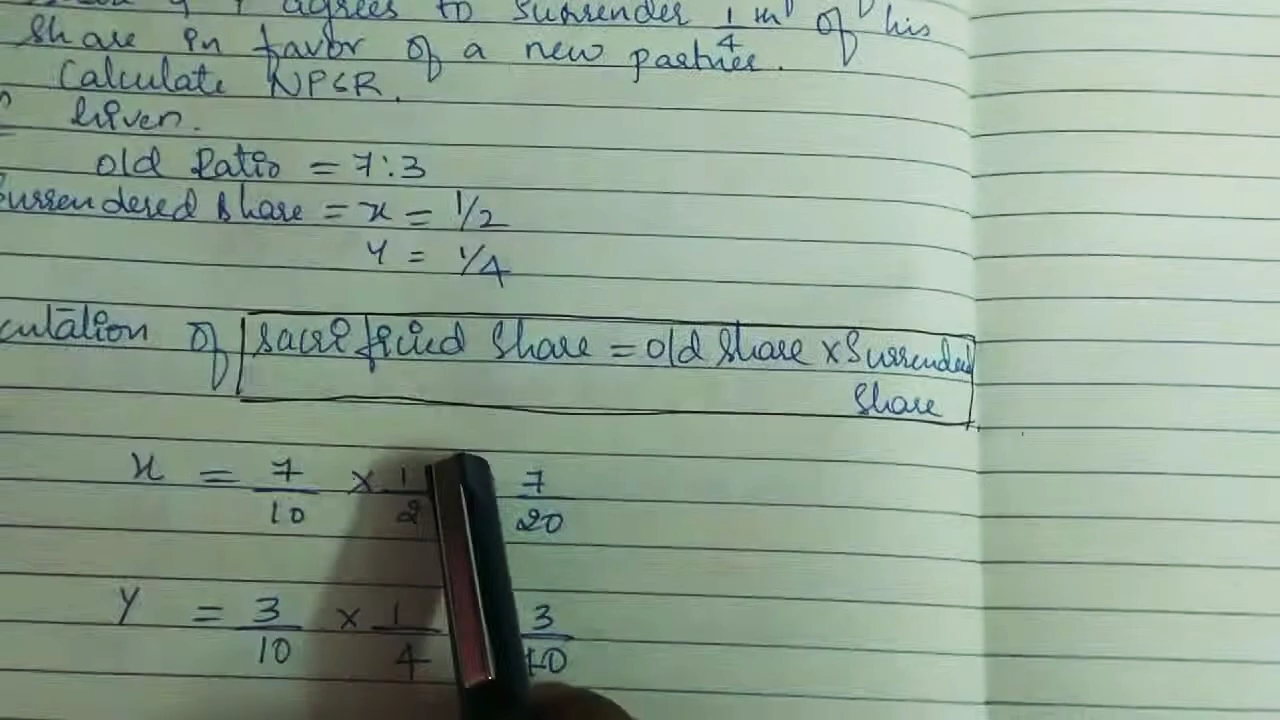 agrees to surrender 1/4 th of his
share in favor of a new partner.
Calculate NPSR.
Given.
Old Ratio = 7:3
Surrendered share = x = 1/2
Y = 1/4
culation of sacrificied share = old share x Surrended
share
x = 7/10 x 1/2 7/20
y = 3/10 x 1/4 3/40